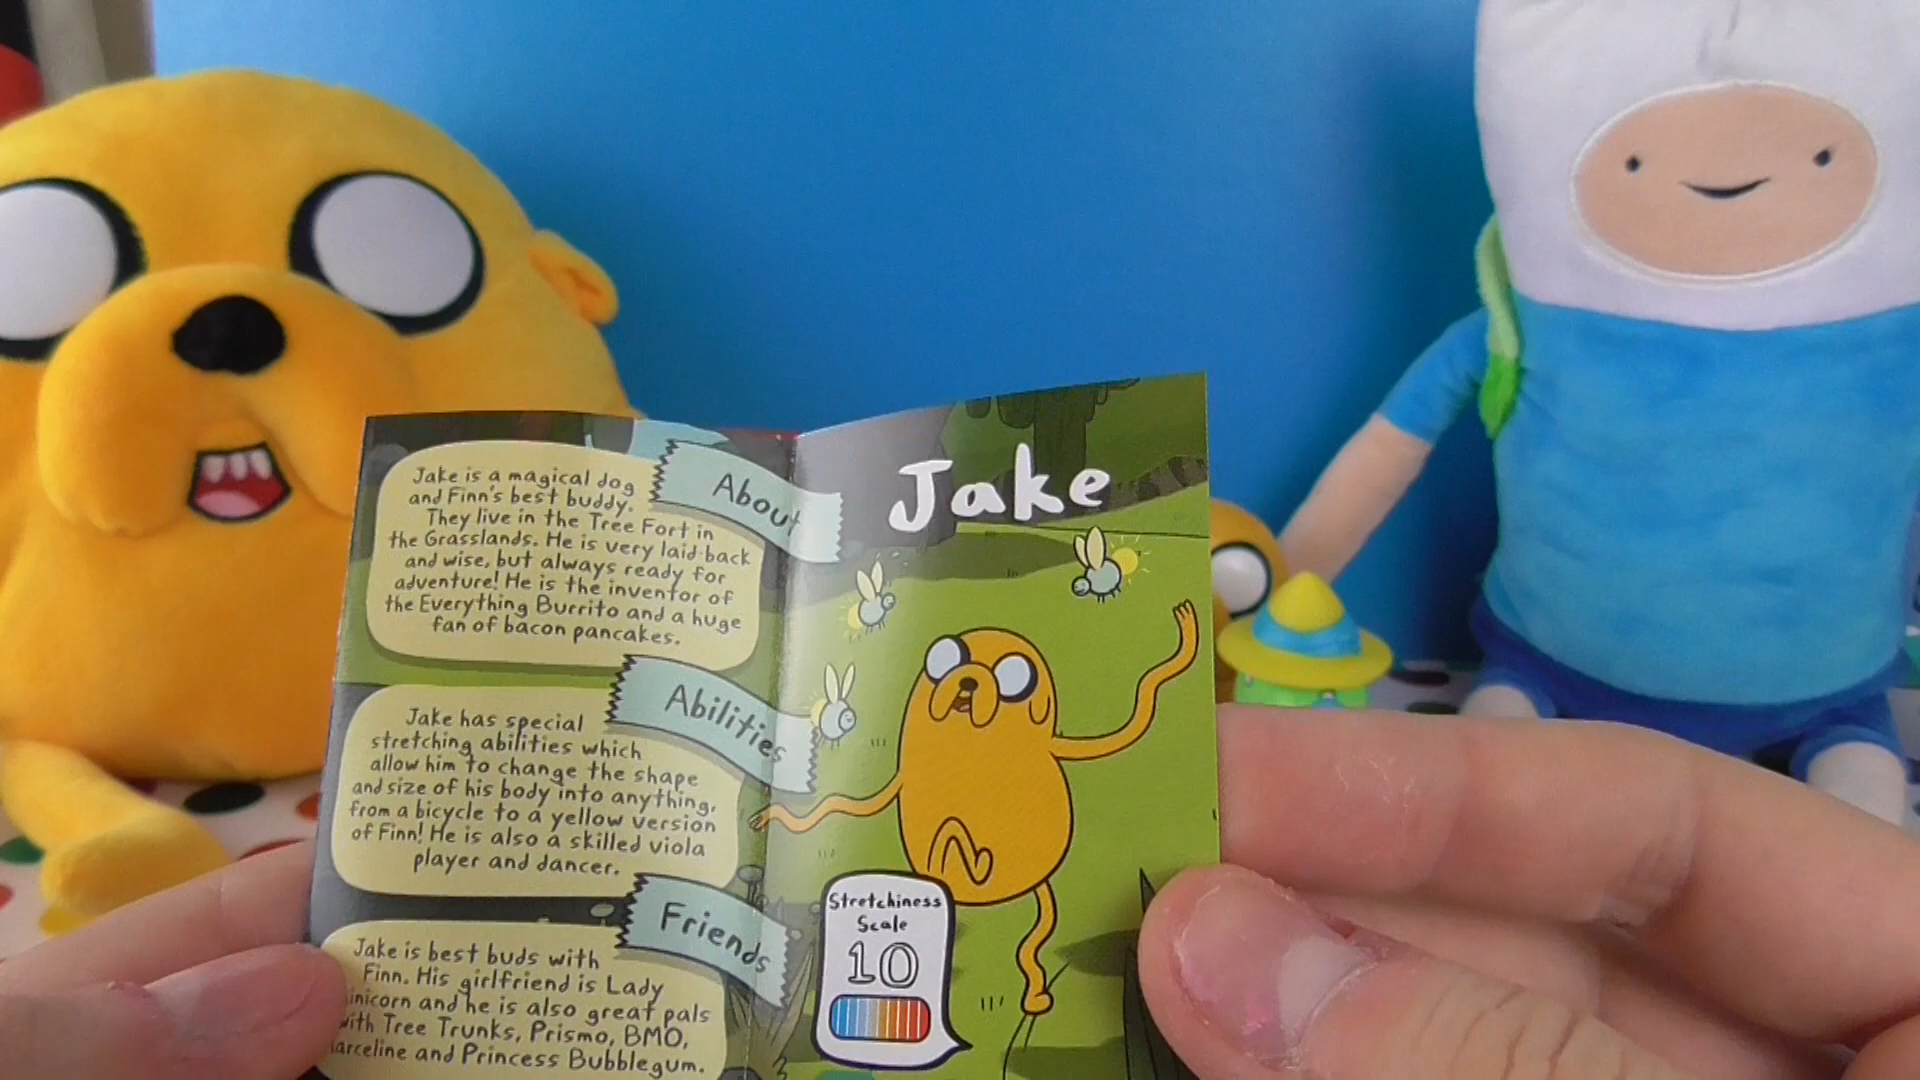 Jake is a magical dog
and Finn's best buddy.
They live in the Tree Fort in
the Grasslands. He is very laid-back
and wise, but always ready for
adventure! He is the inventor of
the Everything Burrito and a huge
fan of bacon pancakes.
About
Jake has special
stretching abilities which
allow him to change the shape
and size of his body into anything,
from a bicycle to a yellow version
of Finn! He is also a skilled viola
player and dancer.
Abilities
Jake is best buds with
Finn. His girlfriend is Lady
inicorn and he is also great pals
with Tree Trunks, Prismo, BMO,
arceline and Princess Bubblegum.
Friends
Jake
Stretchiness
Scale
10